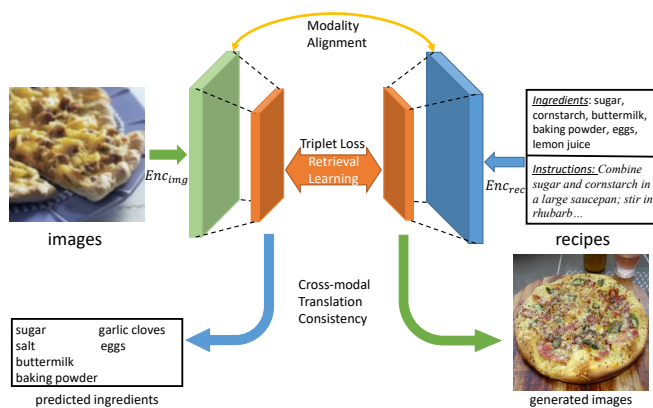 Modality
Alignment
Enc_img
images
Triplet Loss
Retrieval
Learning
Enc_rec
Ingredients: sugar,
cornstarch, buttermilk,
baking powder, eggs,
lemon juice
Instructions: Combine
sugar and cornstarch in
a large saucepan; stir in
rhubarb…
recipes
Cross-modal
Translation
Consistency
sugar garlic cloves
salt eggs
buttermilk
baking powder
predicted ingredients
generated images